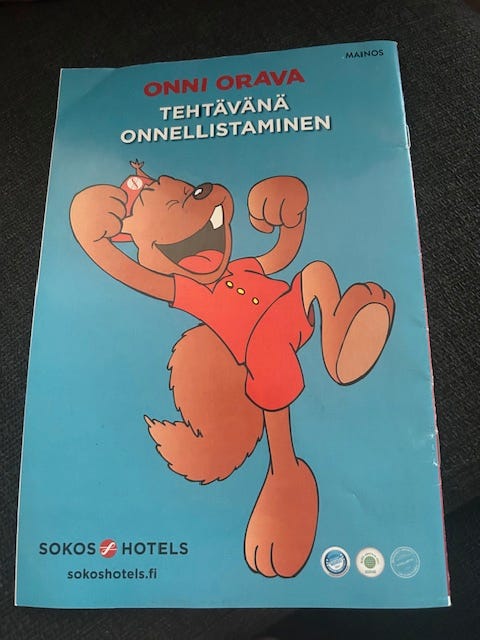 MAINOS
ONNI ORAVA
TEHTÄVÄNÄ
ONNELLISTAMINEN
SOKOS HOTELS
sokoshotels.fi